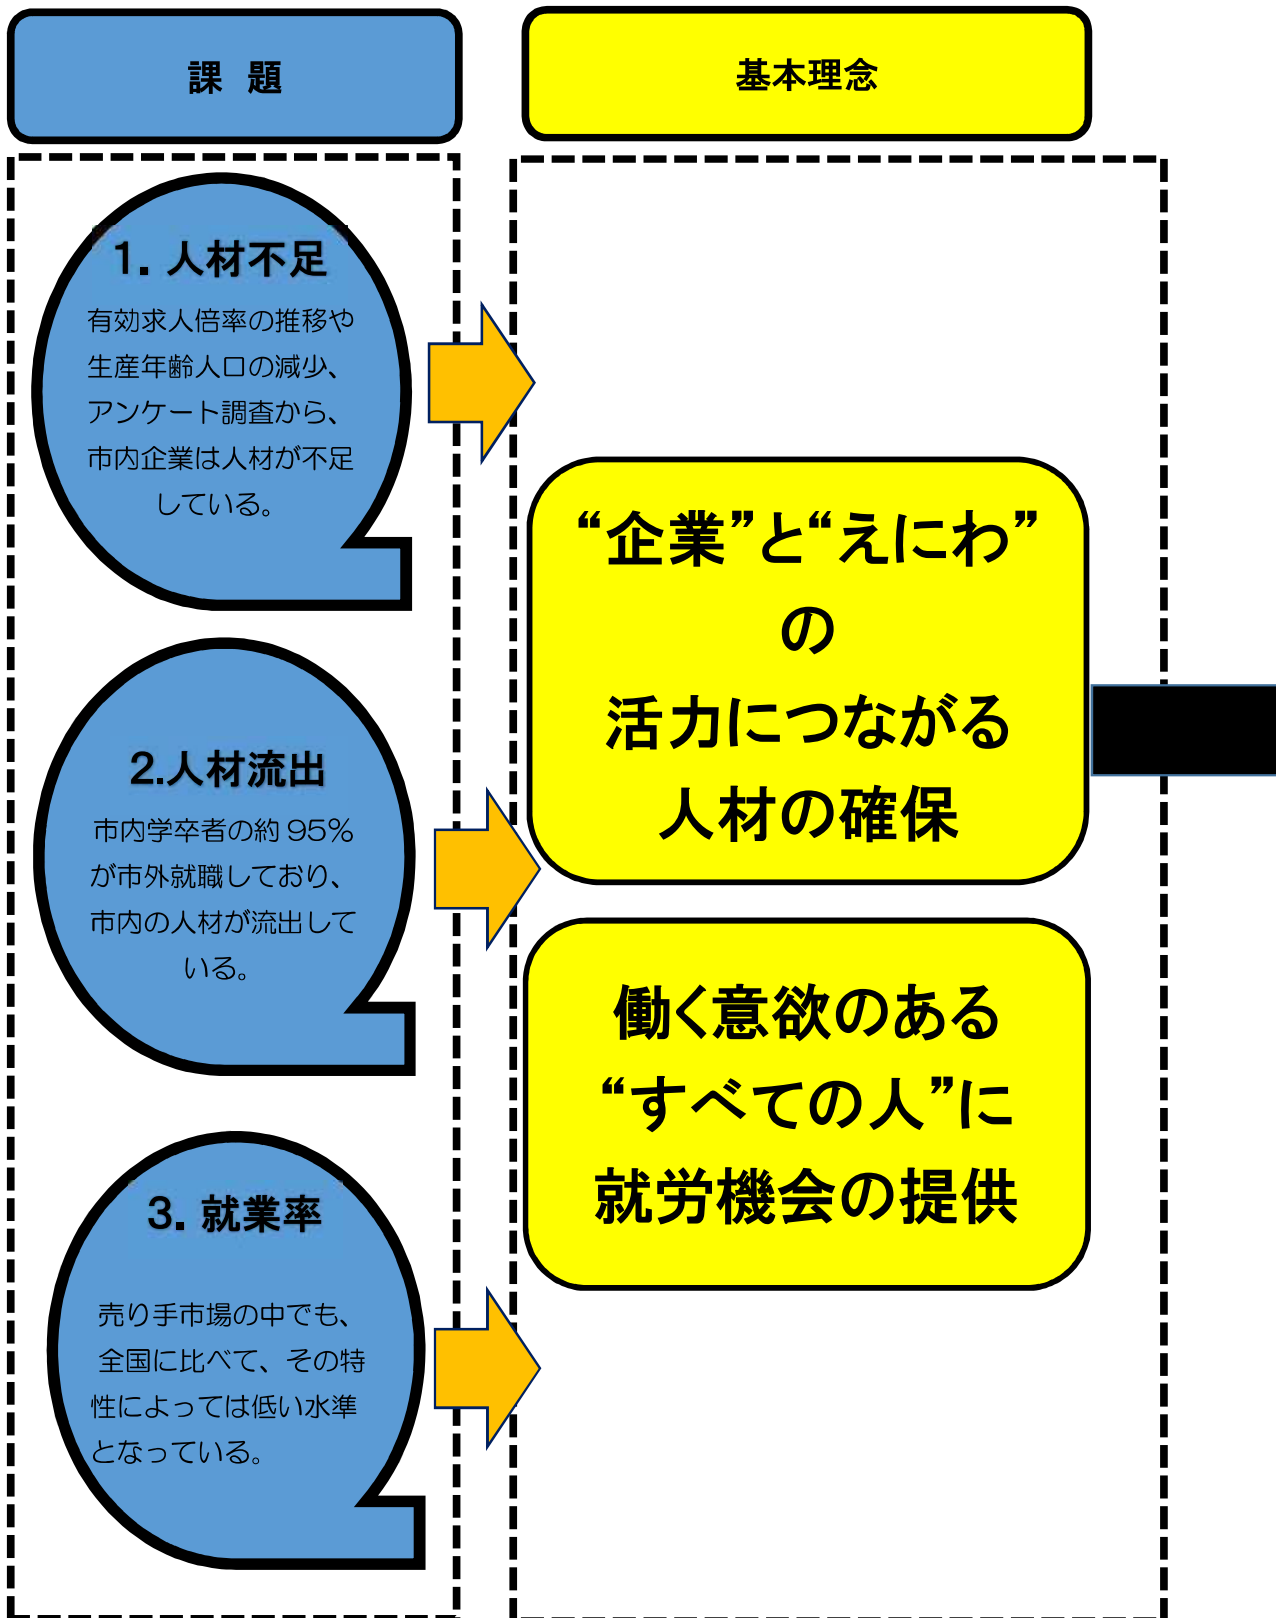 課 題
1. 人材不足
有効求人倍率の推移や
生産年齢人口の減少、
アンケート調査から、
市内企業は人材が不足
している。
2.人材流出
市内学卒者の約 95%
が市外就職しており、
市内の人材が流出して
いる。
3. 就業率
売り手市場の中でも、
全国に比べて、その特
性によっては低い水準
となっている。
基本理念
“企業”と“えにわ”
の
活力につながる
人材の確保
働く意欲のある
“すべての人”に
就労機会の提供